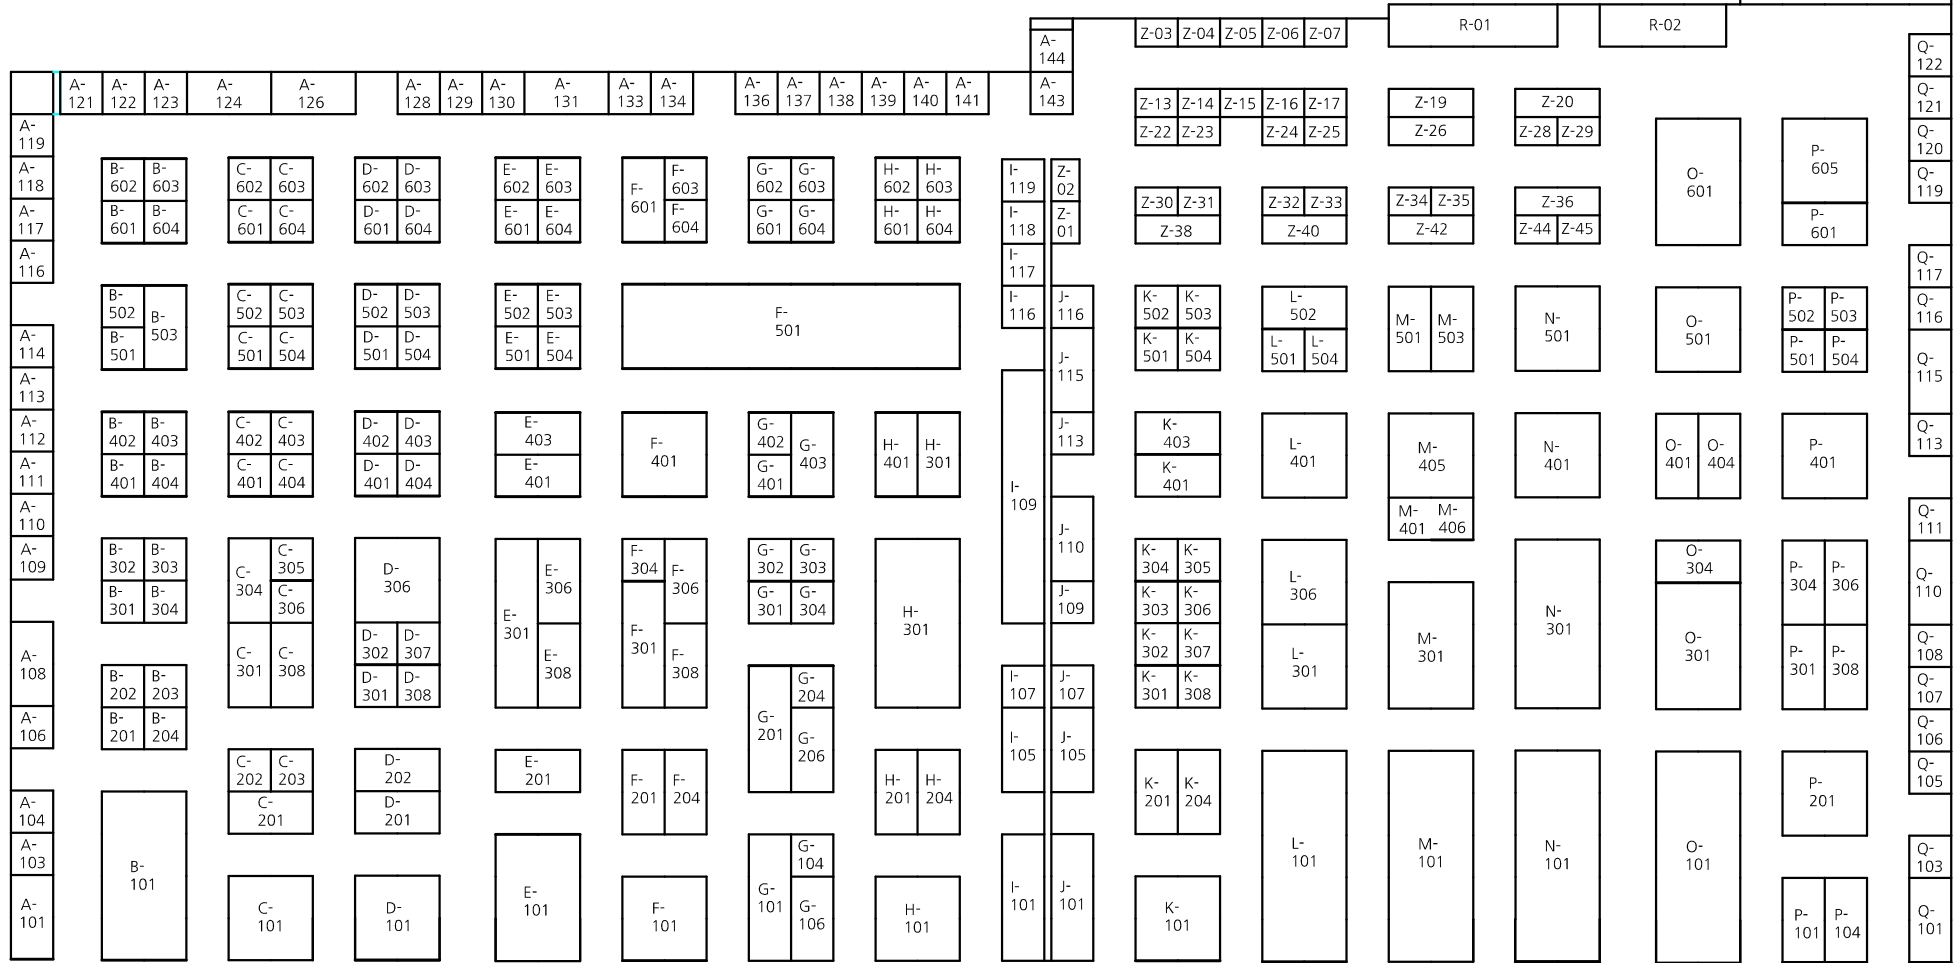 R-01
R-02
Z-03 Z-04 Z-05 Z-06 Z-07
A-
144
Q-
122
A-
121
A-
122
A-
123
A-
124
A-
126
A-
128
A-
129
A-
130
A-
131
A-
133
A-
134
A-
136
A-
137
A-
138
A-
139
A-
140
A-
141
A-
143
Z-13 Z-14 Z-15 Z-16 Z-17
Z-19
Z-20
Q-
121
Z-22 Z-23
Z-24 Z-25
Z-26
Z-28 Z-29
A-
119
Q-
120
A-
118
B-
602
B-
603
C-
602
C-
603
D-
602
D-
603
E-
602
E-
603
F-
601
F-
603
G-
602
G-
603
H-
602
H-
603
I-
119
Z-
02
O-
601
P-
605
Q-
119
Z-30 Z-31
Z-32 Z-33
Z-34 Z-35
Z-36
A-
117
B-
601
B-
604
C-
601
C-
604
D-
601
D-
604
E-
601
E-
604
F-
604
G-
601
G-
604
H-
601
H-
604
I-
118
Z-
01
Z-38
Z-40
Z-42
Z-44 Z-45
P-
601
A-
116
I-
117
Q-
117
B-
502
B-
503
C-
502
C-
503
D-
502
D-
503
E-
502
E-
503
F-
501
I-
116
J-
116
K-
502
K-
503
L-
502
M-
501
M-
503
N-
501
O-
501
P-
502
P-
503
Q-
116
A-
114
B-
501
C-
501
C-
504
D-
501
D-
504
E-
501
E-
504
J-
115
K-
501
K-
504
L-
501
L-
504
P-
501
P-
504
Q-
115
A-
113
A-
112
B-
402
B-
403
C-
402
C-
403
D-
402
D-
403
E-
403
F-
401
G-
402
G-
403
H-
401
H-
301
J-
113
K-
403
L-
401
M-
405
N-
401
O-
401
O-
404
P-
401
Q-
113
A-
111
B-
401
B-
404
C-
401
C-
404
D-
401
D-
404
E-
401
G-
401
K-
401
I-
109
A-
110
M-
401
M-
406
Q-
111
A-
109
B-
302
B-
303
C-
304
C-
305
D-
306
E-
301
E-
306
F-
304
F-
306
G-
302
G-
303
H-
301
J-
110
K-
304
K-
305
L-
306
N-
301
O-
304
P-
304
P-
306
Q-
110
B-
301
B-
304
C-
306
F-
301
G-
301
G-
304
J-
109
K-
303
K-
306
M-
301
O-
301
A-
108
C-
301
C-
308
D-
302
D-
307
E-
308
F-
308
K-
302
K-
307
L-
301
P-
301
P-
308
Q-
108
B-
202
B-
203
D-
301
D-
308
G-
201
G-
204
I-
107
J-
107
K-
301
K-
308
Q-
107
A-
106
B-
201
B-
204
G-
206
I-
105
J-
105
Q-
106
C-
202
C-
203
D-
202
E-
201
F-
201
F-
204
H-
201
H-
204
K-
201
K-
204
P-
201
Q-
105
A-
104
C-
201
D-
201
A-
103
B-
101
E-
101
G-
101
G-
104
I-
101
J-
101
L-
101
M-
101
N-
101
O-
101
Q-
103
A-
101
C-
101
D-
101
F-
101
G-
106
H-
101
K-
101
P-
101
P-
104
Q-
101